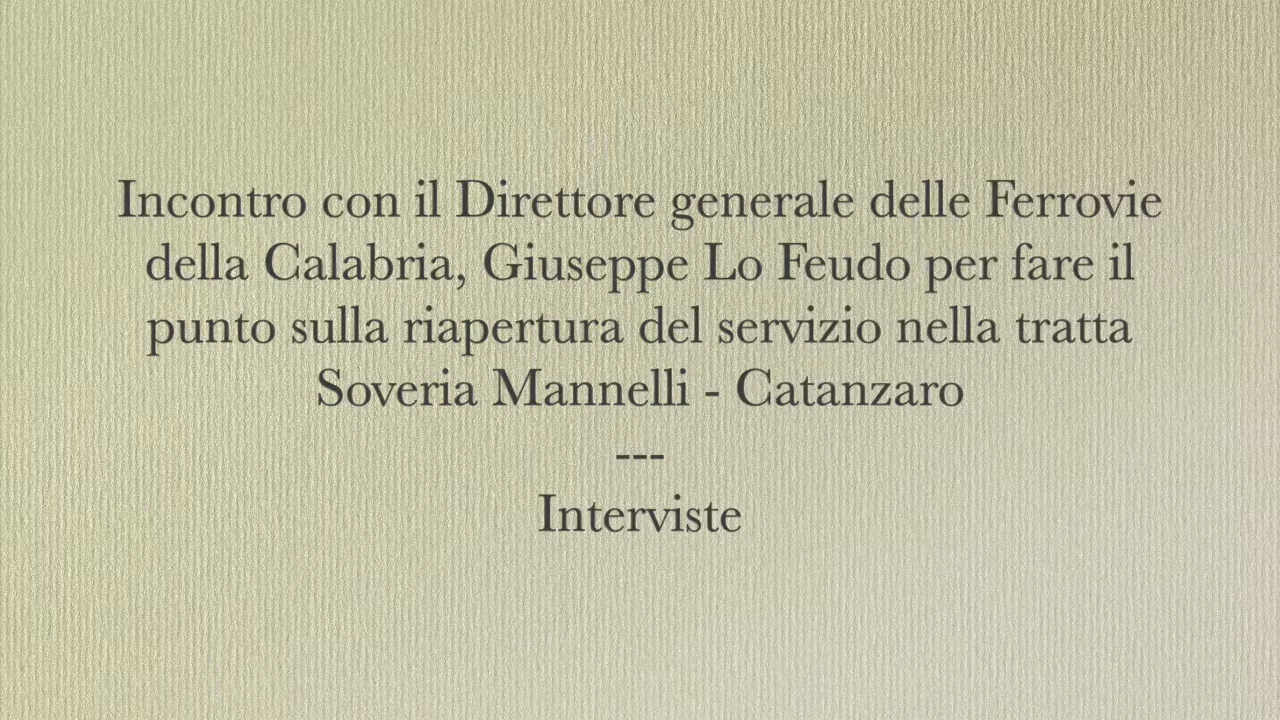 Incontro con il Direttore generale delle Ferrovie
della Calabria, Giuseppe Lo Feudo per fare il
punto sulla riapertura del servizio nella tratta
Soveria Mannelli - Catanzaro
---
Interviste